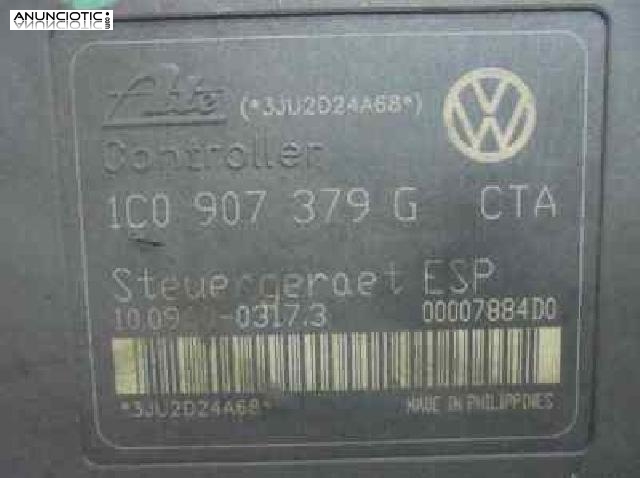 ANUNCIOTIC.com
Ate (*3JU2D24A68*)
Controller
1C0 907 379 G CTA
Steuergeraet ESP
00007884D0
*3JU2D24A68*
MADE IN PHILIPPINES